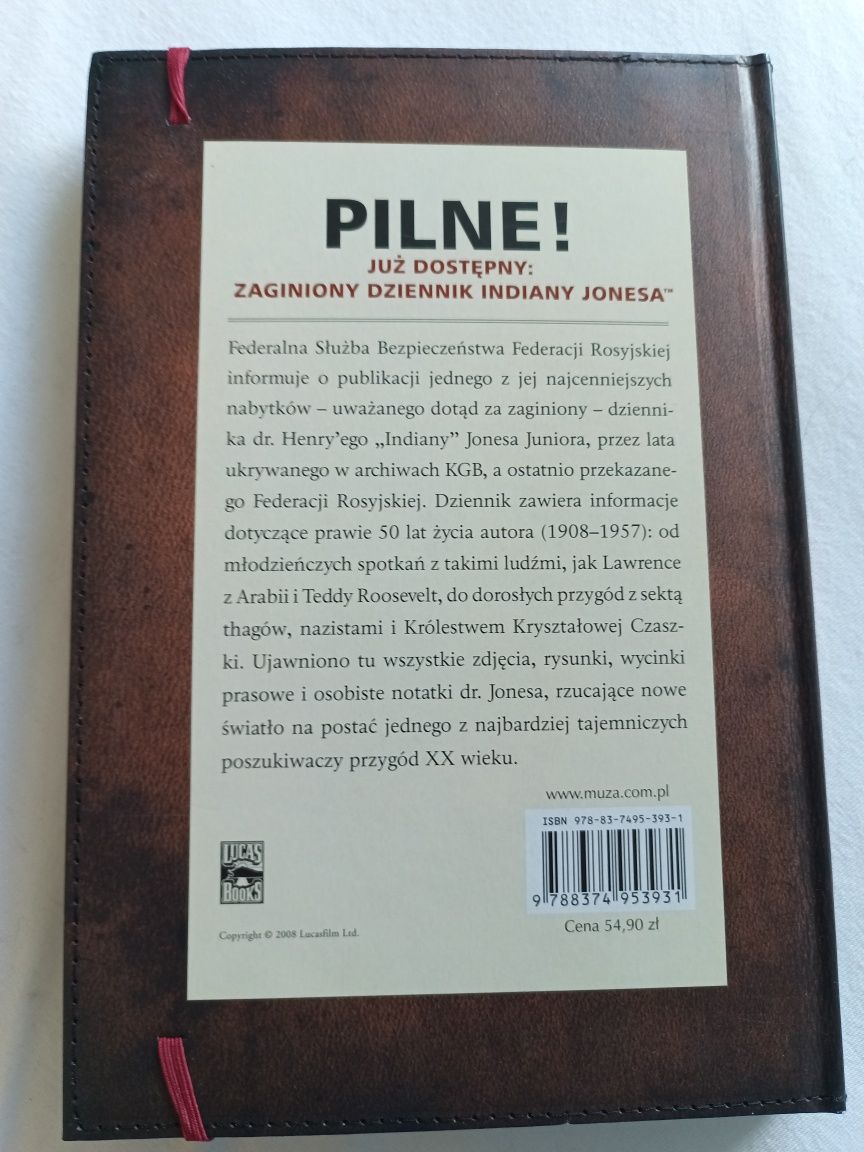 PILNE!
JUŻ DOSTĘPNY:
ZAGINIONY DZIENNIK INDIANY JONESA™
Federalna Służba Bezpieczeństwa Federacji Rosyjskiej
informuje o publikacji jednego z jej najcenniejszych
nabytków – uważanego dotąd za zaginiony – dzienni-
ka dr. Henry'ego „Indiany” Jonesa Juniora, przez lata
ukrywanego w archiwach KGB, a ostatnio przekazane-
go Federacji Rosyjskiej. Dziennik zawiera informacje
dotyczące prawie 50 lat życia autora (1908–1957): od
młodzieńczych spotkań z takimi ludźmi, jak Lawrence
z Arabii i Teddy Roosevelt, do dorosłych przygód z sektą
thagów, nazistami i Królestwem Kryształowej Czasz-
ki. Ujawniono tu wszystkie zdjęcia, rysunki, wycinki
prasowe i osobiste notatki dr. Jonesa, rzucające nowe
światło na postać jednego z najbardziej tajemniczych
poszukiwaczy przygód XX wieku.
www.muza.com.pl
ISBN 978-83-7495-393-1
9 788374 953931
Cena 54,90 zł
LUCAS
BOOKS
Copyright © 2008 Lucasfilm Ltd.